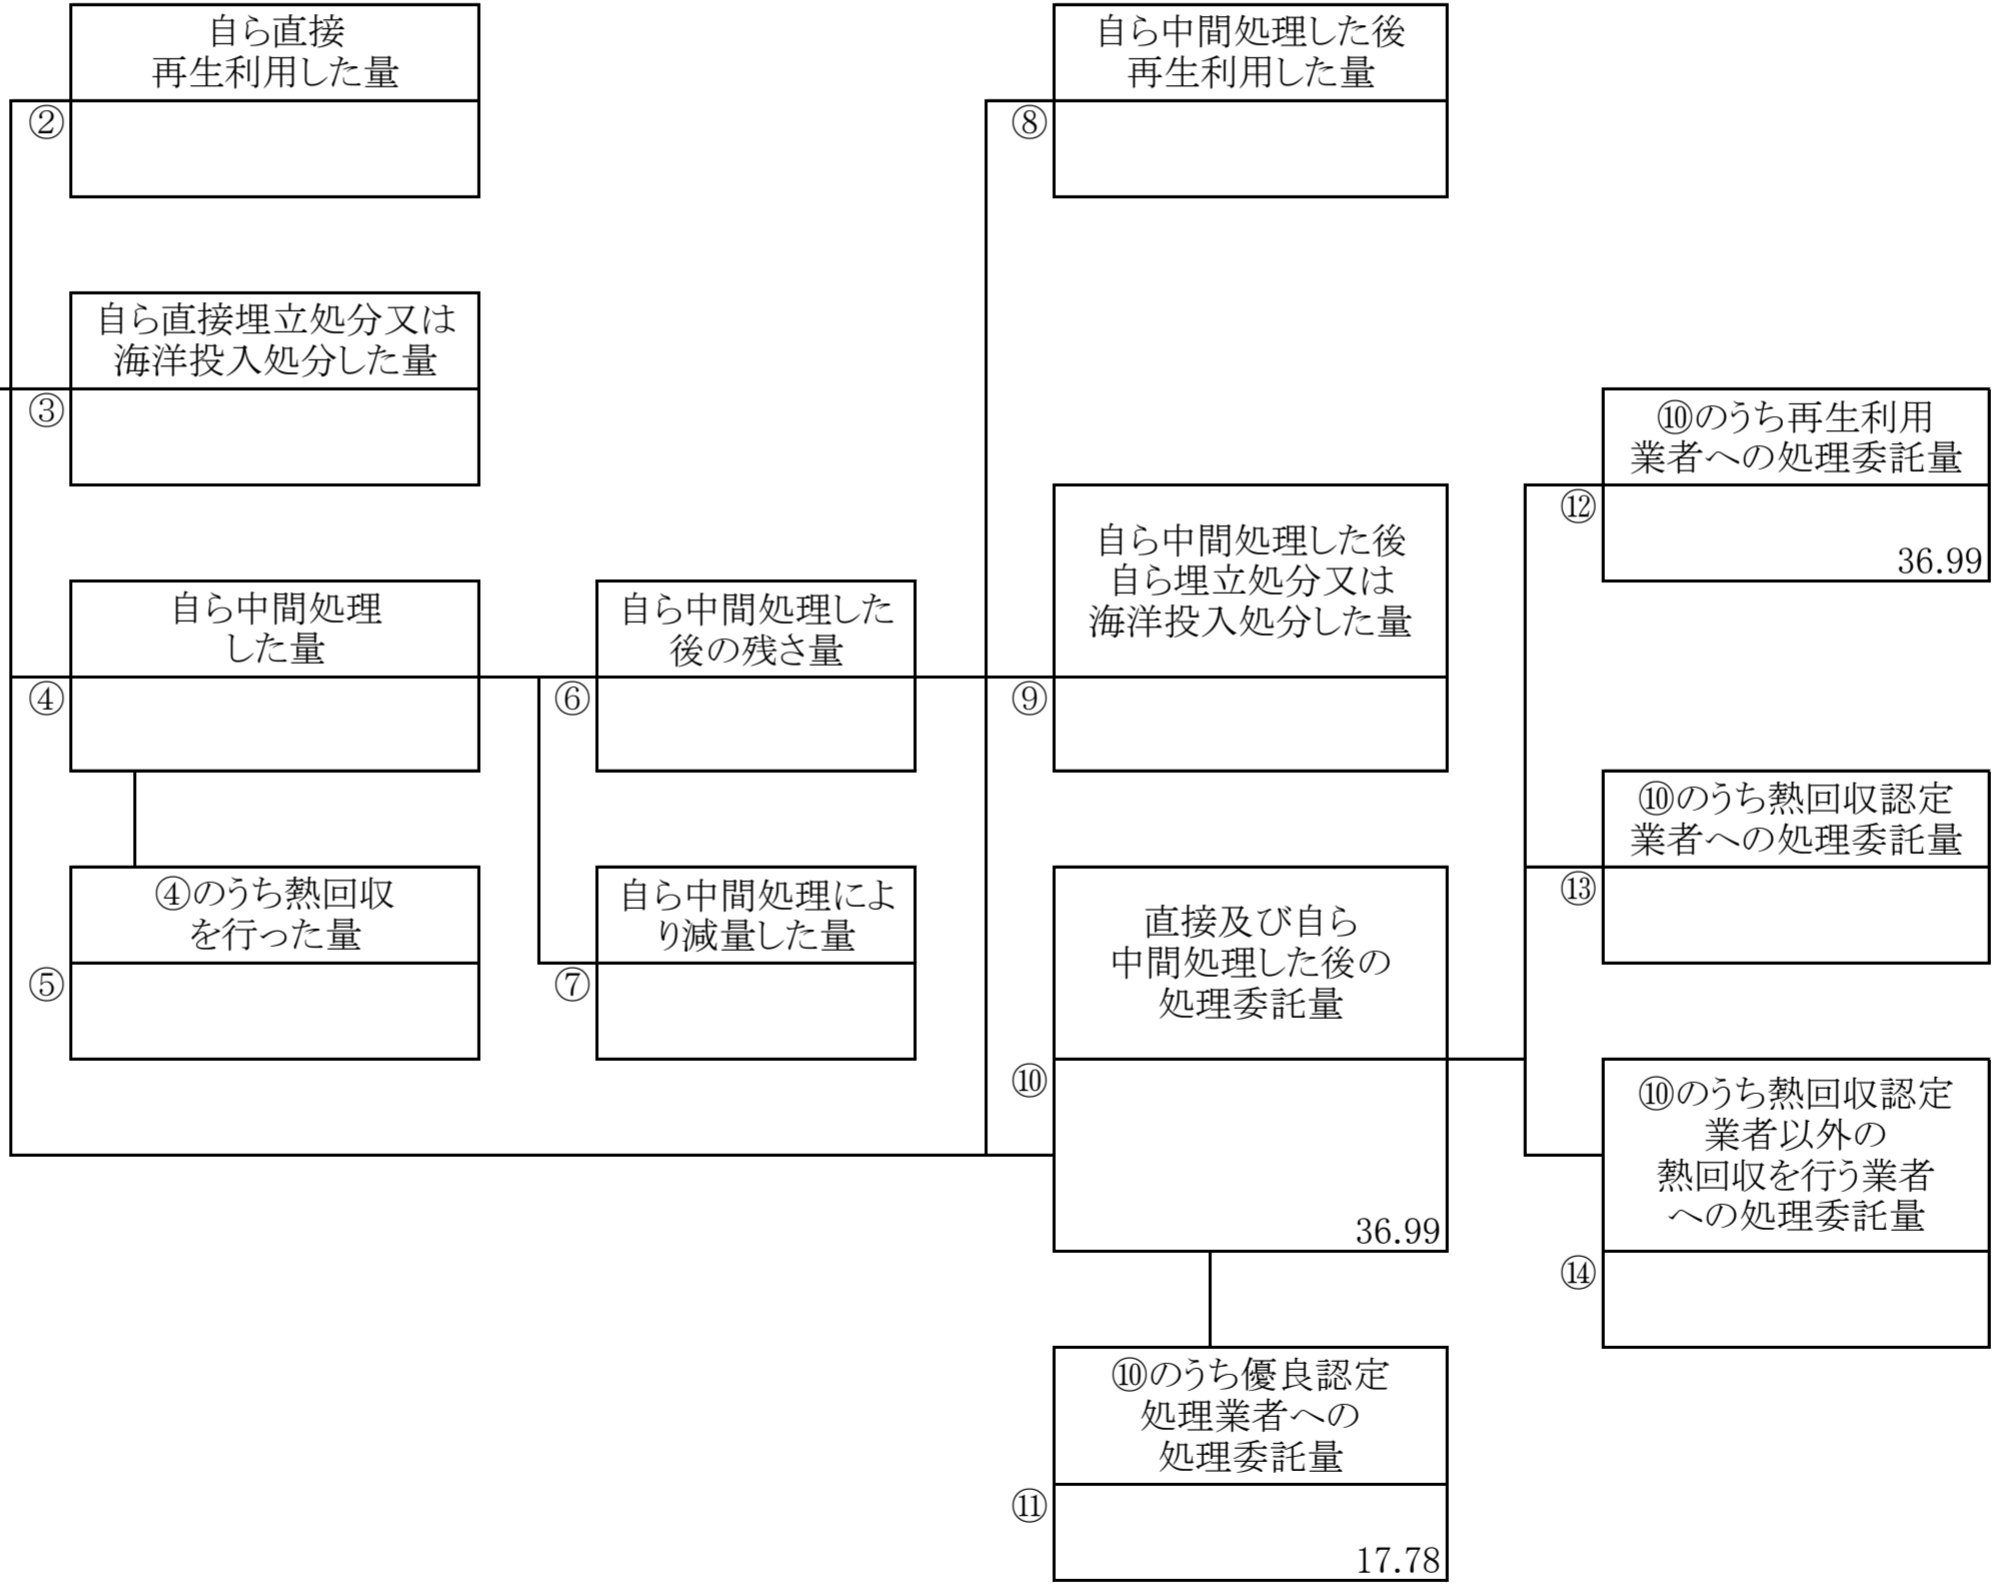 自ら直接
再生利用した量
②
自ら中間処理した後
再生利用した量
⑧
自ら直接埋立処分又は
海洋投入処分した量
③
⑩のうち再生利用
業者への処理委託量
⑫
36.99
自ら中間処理した後
自ら埋立処分又は
海洋投入処分した量
⑨
自ら中間処理
した量
④
自ら中間処理した
後の残さ量
⑥
⑩のうち熱回収認定
業者への処理委託量
⑬
④のうち熱回収
を行った量
⑤
自ら中間処理によ
り減量した量
⑦
直接及び自ら
中間処理した後の
処理委託量
⑩
36.99
⑩のうち熱回収認定
業者以外の
熱回収を行う業者
への処理委託量
⑭
⑩のうち優良認定
処理業者への
処理委託量
⑪
17.78